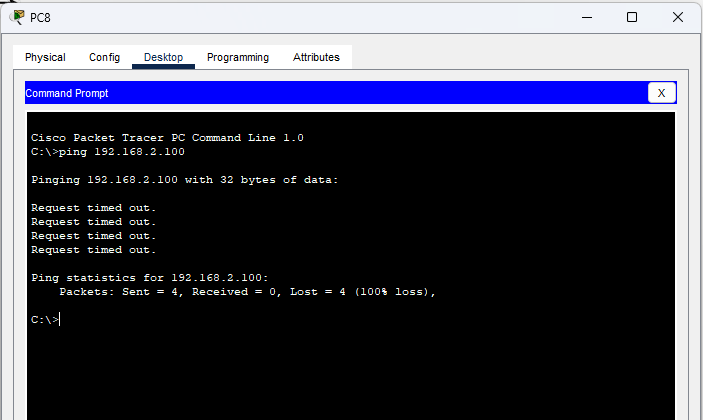 PC8
Physical Config Desktop Programming Attributes
Command Prompt X
Cisco Packet Tracer PC Command Line 1.0
C:\>ping 192.168.2.100
Pinging 192.168.2.100 with 32 bytes of data:
Request timed out.
Request timed out.
Request timed out.
Request timed out.
Ping statistics for 192.168.2.100:
Packets: Sent = 4, Received = 0, Lost = 4 (100% loss),
C:\>